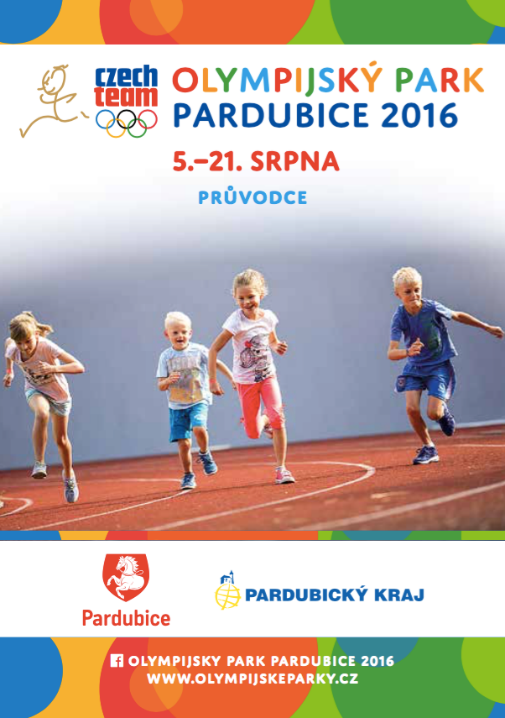 czech
team
OLYMPIJSKÝ PARK
PARDUBICE 2016
5.–21. SRPNA
PRŮVODCE
Pardubice
PARDUBICKÝ KRAJ
OLYMPIJSKY PARK PARDUBICE 2016
WWW.OLYMPIJSKEPARKY.CZ